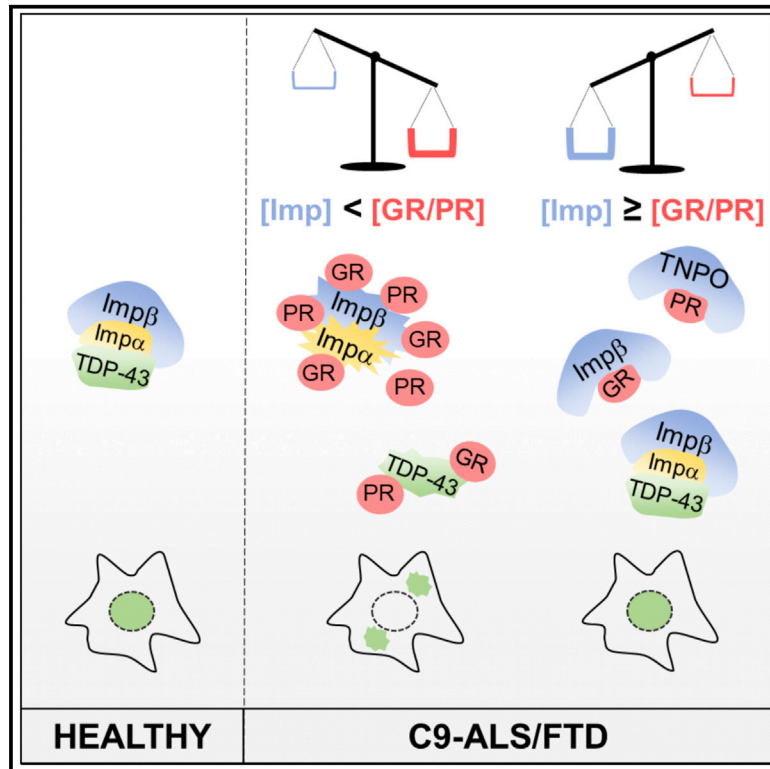 [Imp] < [GR/PR]
[Imp] ≥ [GR/PR]
Impβ
Impα
TDP-43
GR
PR
Impβ
PR
Impα
GR
GR
PR
TDP-43
GR
PR
TNPO
PR
Impβ
GR
Impβ
Impα
TDP-43
HEALTHY
C9-ALS/FTD